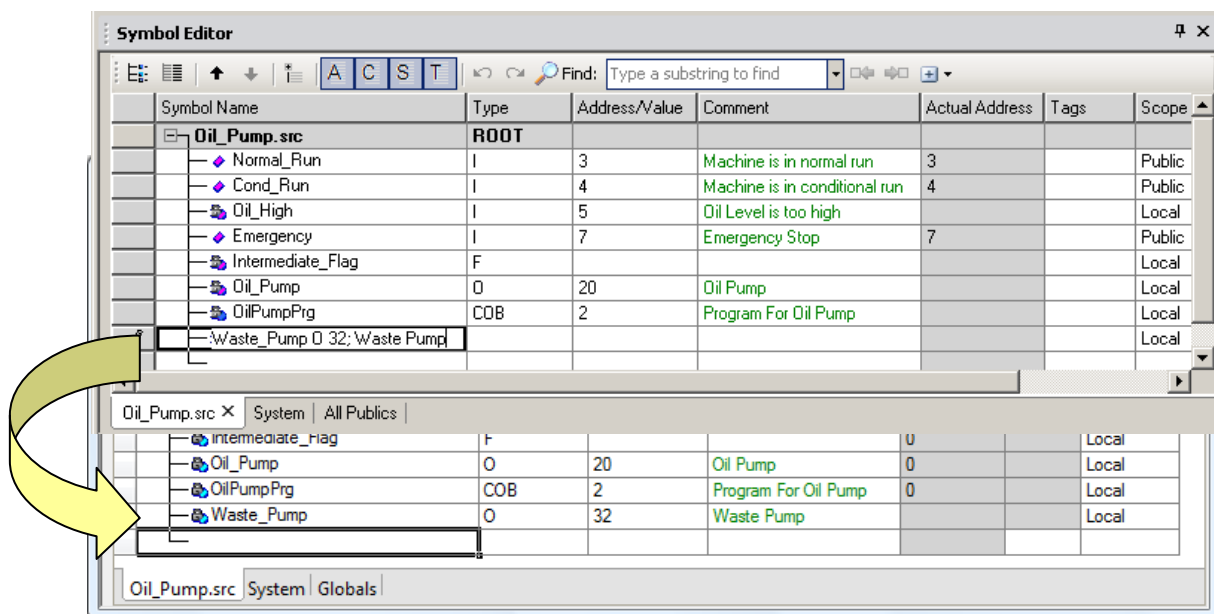 Symbol Editor
A C S T Find: Type a substring to find
Symbol Name Type Address/Value Comment Actual Address Tags Scope
Oil_Pump.src ROOT
Normal_Run I 3 Machine is in normal run 3 Public
Cond_Run I 4 Machine is in conditional run 4 Public
Oil_High I 5 Oil Level is too high Local
Emergency I 7 Emergency Stop 7 Public
Intermediate_Flag F Local
Oil_Pump O 20 Oil Pump Local
OilPumpPrg COB 2 Program For Oil Pump Local
Waste_Pump O 32; Waste Pump Local
Oil_Pump.src System All Publics
Intermediate_Flag F 0 Local
Oil_Pump O 20 Oil Pump 0 Local
OilPumpPrg COB 2 Program For Oil Pump 0 Local
Waste_Pump O 32 Waste Pump Local
Oil_Pump.src System Globals